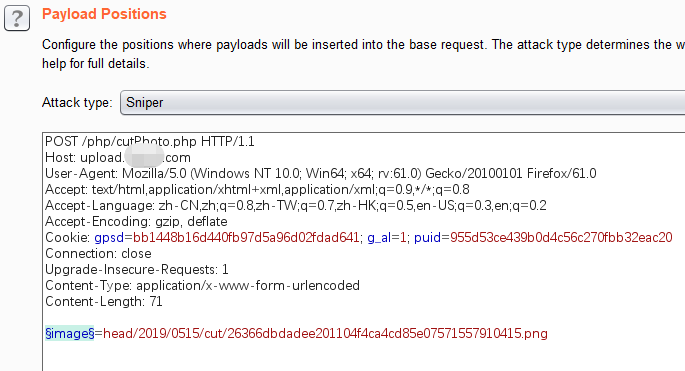 ?
Payload Positions
Configure the positions where payloads will be inserted into the base request. The attack type determines the w
help for full details.
Attack type: Sniper
POST /php/cutPhoto.php HTTP/1.1
Host: upload. .com
User-Agent: Mozilla/5.0 (Windows NT 10.0; Win64; x64; rv:61.0) Gecko/20100101 Firefox/61.0
Accept: text/html,application/xhtml+xml,application/xml;q=0.9,*/*;q=0.8
Accept-Language: zh-CN,zh;q=0.8,zh-TW;q=0.7,zh-HK;q=0.5,en-US;q=0.3,en;q=0.2
Accept-Encoding: gzip, deflate
Cookie: gpsd=bb1448b16d440fb97d5a96d02fdad641; g_al=1; puid=955d53ce439b0d4c56c270fbb32eac20
Connection: close
Upgrade-Insecure-Requests: 1
Content-Type: application/x-www-form-urlencoded
Content-Length: 71
§image§=head/2019/0515/cut/26366dbdadee201104f4ca4cd85e07571557910415.png